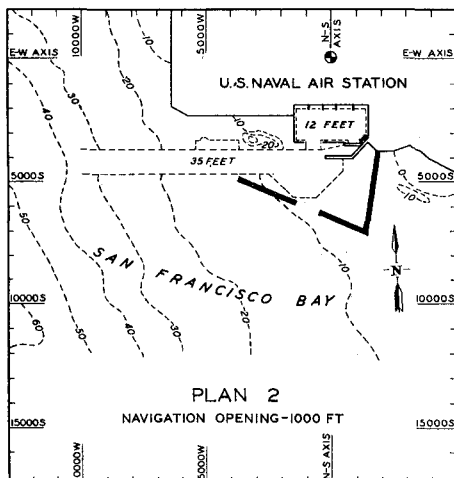 10000W
5000W
N-S
AXIS
E-W AXIS
E-W AXIS
U.S. NAVAL AIR STATION
-10
-20
-30
-40
10
-20
12 FEET
35 FEET
0
-10
5000S
5000S
-50
-10
SAN FRANCISCO BAY
N
10000S
10000S
-60
-50
-40
-30
-20
PLAN 2
NAVIGATION OPENING-1000 FT
15000S
15000S
10000W
5000W
N-S
AXIS